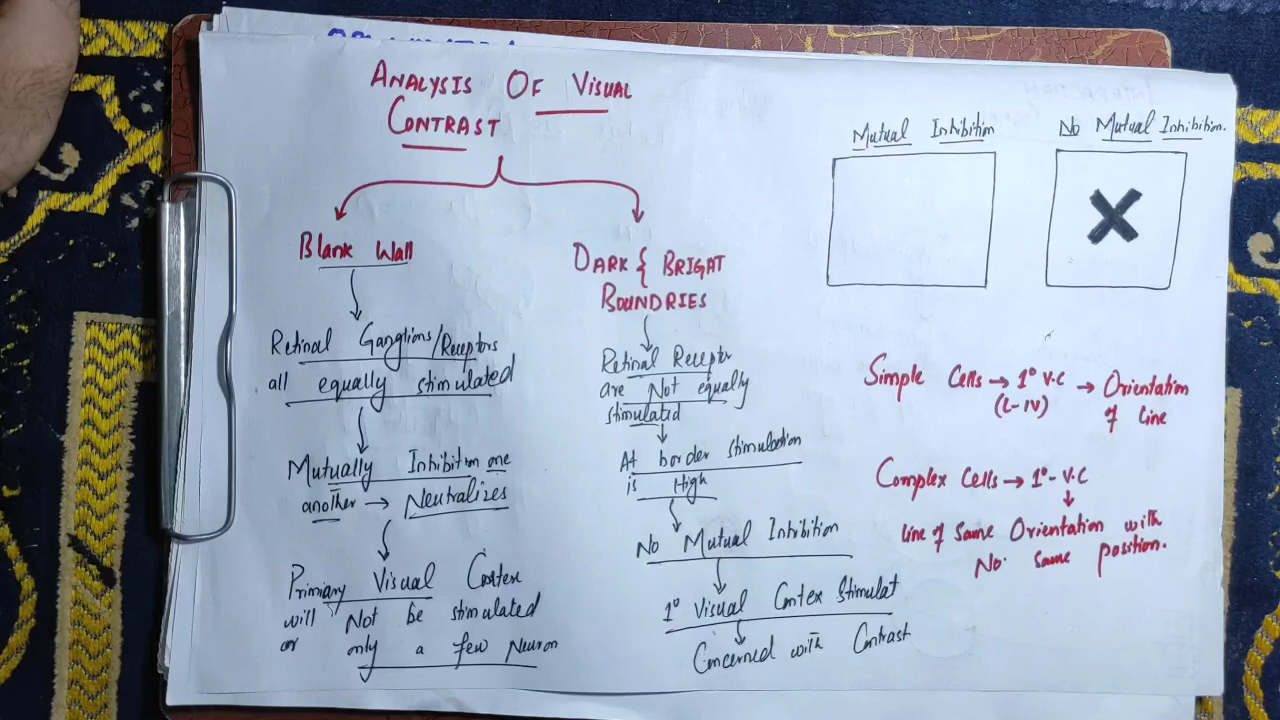 ANALYSIS OF VISUAL
CONTRAST
Blank Wall
Retinal Ganglions/Receptors
all equally stimulated
Mutually Inhibition one
another → Neutralizes
Primiary Visual Cortex
will Not be stimulated
or only a few Neuron
DARK & BRIGAT
BOUNDRIES
Retinal Receptor
are Not equally
stimulated
At border stimulation
is High
No Mutual Inhibition
1° Visual Cortex Stimulat
Concerned with Contrast
Mutual Inhibition
No Mutual Inhibition.
Simple Cells → 1° V.C → Orientation
(L-IV) of line
Complex Cells → 1°- V.C
line of Same Orientation with
No. same position.